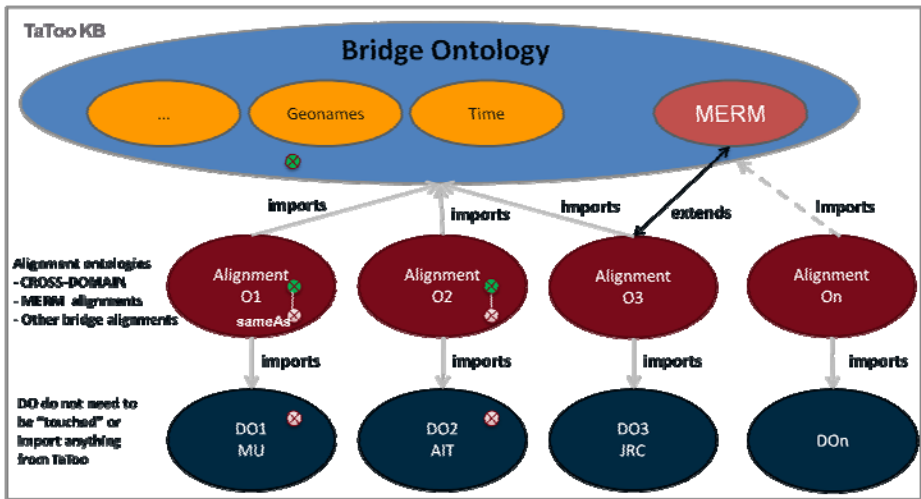 TaToo KB
Bridge Ontology
...
Geonames
Time
MERM
imports
imports
imports
extends
imports
Alignment ontologies
- CROSS-DOMAIN
- MERM alignments
- Other bridge alignments
Alignment
O1
sameAs
Alignment
O2
Alignment
O3
Alignment
On
imports
imports
imports
imports
DO do not need to
be "touched" or
import anything
from TaToo
DO1
MU
DO2
AIT
DO3
JRC
DOn